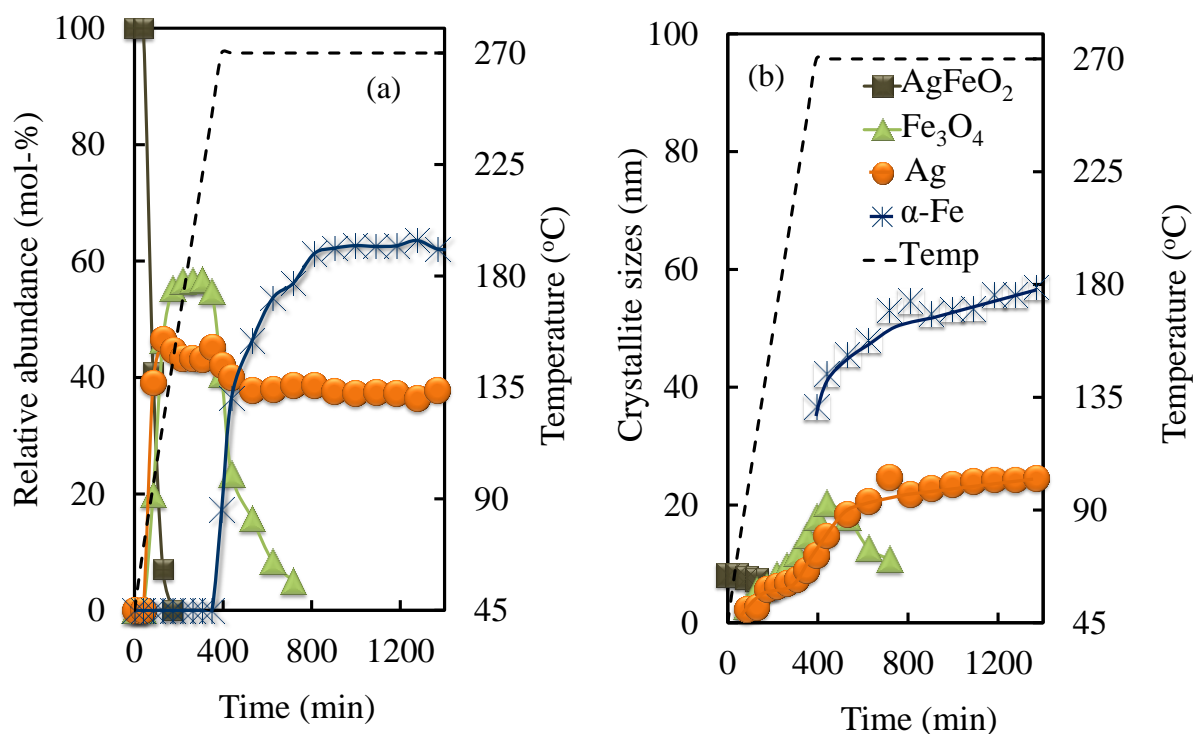 Relative abundance (mol-%)
100
80
60
40
20
0
(a)
270
225
180
135
90
45
Temperature (°C)
0
400
800
1200
Time (min)
Crystallite sizes (nm)
100
80
60
40
20
0
(b)
AgFeO₂
Fe₃O₄
Ag
α-Fe
Temp
270
225
180
135
90
45
Temperature (°C)
0
400
800
1200
Time (min)